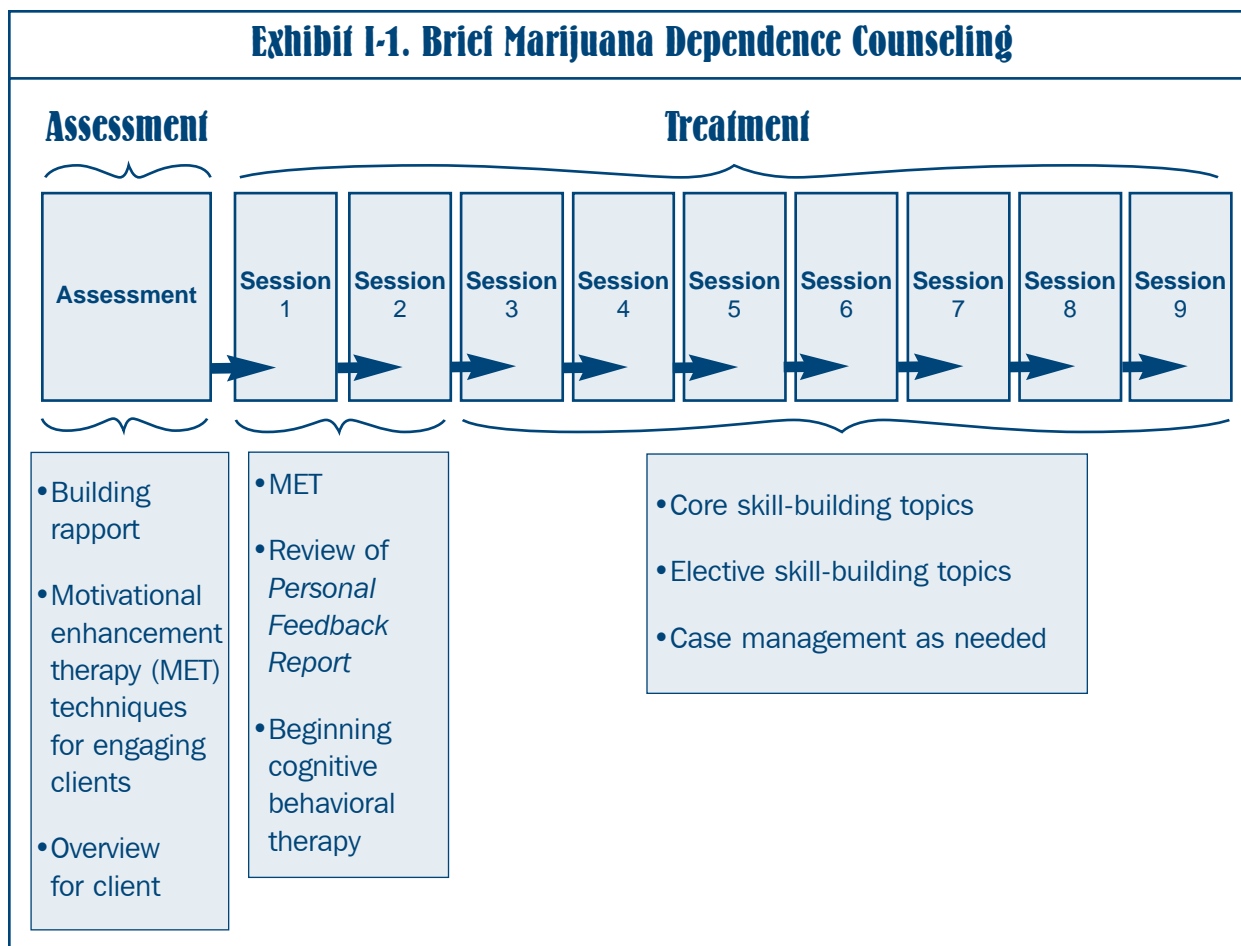 Exhibit I-1. Brief Marijuana Dependence Counseling
Assessment
Treatment
Assessment
Session
1
Session
2
Session
3
Session
4
Session
5
Session
6
Session
7
Session
8
Session
9
•Building
rapport
•Motivational
enhancement
therapy (MET)
techniques
for engaging
clients
•Overview
for client
•MET
•Review of
Personal
Feedback
Report
•Beginning
cognitive
behavioral
therapy
•Core skill-building topics
•Elective skill-building topics
•Case management as needed